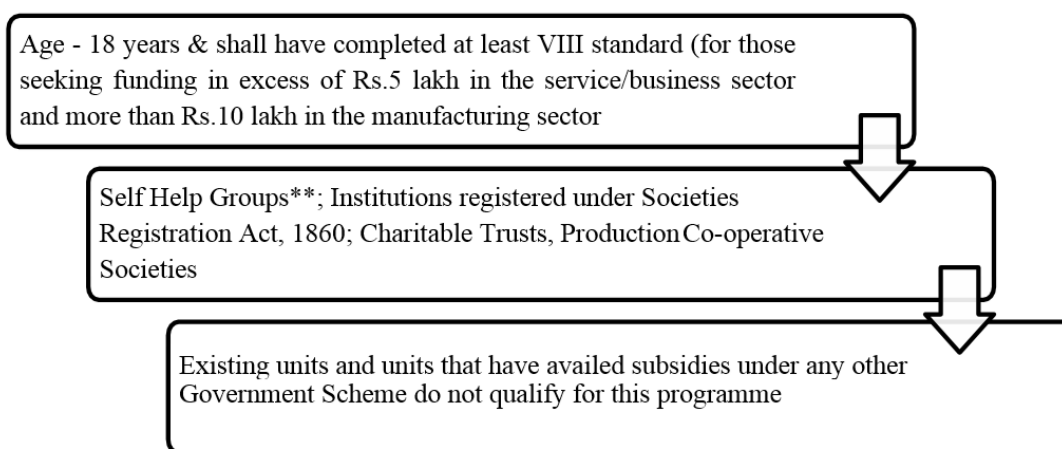 Age - 18 years & shall have completed at least VIII standard (for those
seeking funding in excess of Rs.5 lakh in the service/business sector
and more than Rs.10 lakh in the manufacturing sector
Self Help Groups**; Institutions registered under Societies
Registration Act, 1860; Charitable Trusts, Production Co-operative
Societies
Existing units and units that have availed subsidies under any other
Government Scheme do not qualify for this programme